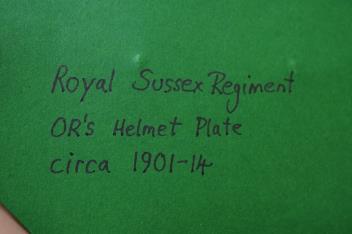 Royal Sussex Regiment
OR's Helmet Plate
circa 1901-14